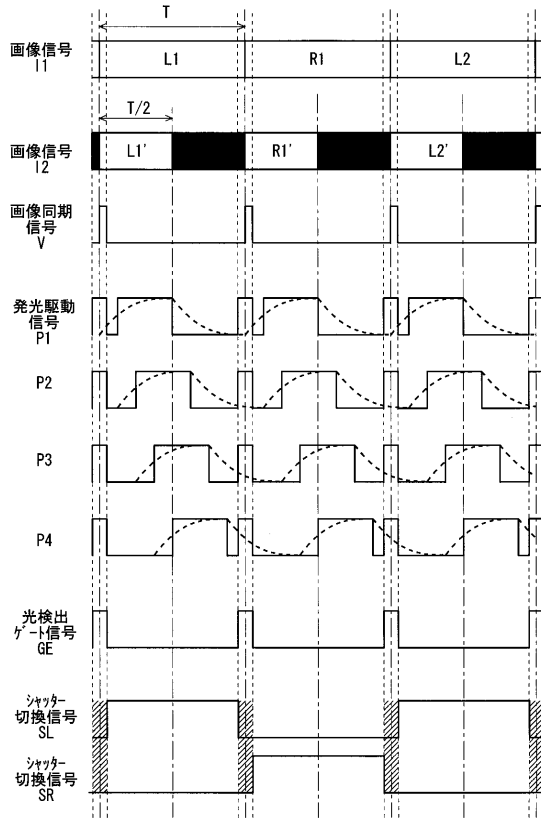 T
画像信号
I1
L1
R1
L2
T/2
画像信号
I2
L1'
R1'
L2'
画像同期
信号
V
発光駆動
信号
P1
P2
P3
P4
光検出
ゲート信号
GE
シャッター
切換信号
SL
シャッター
切換信号
SR